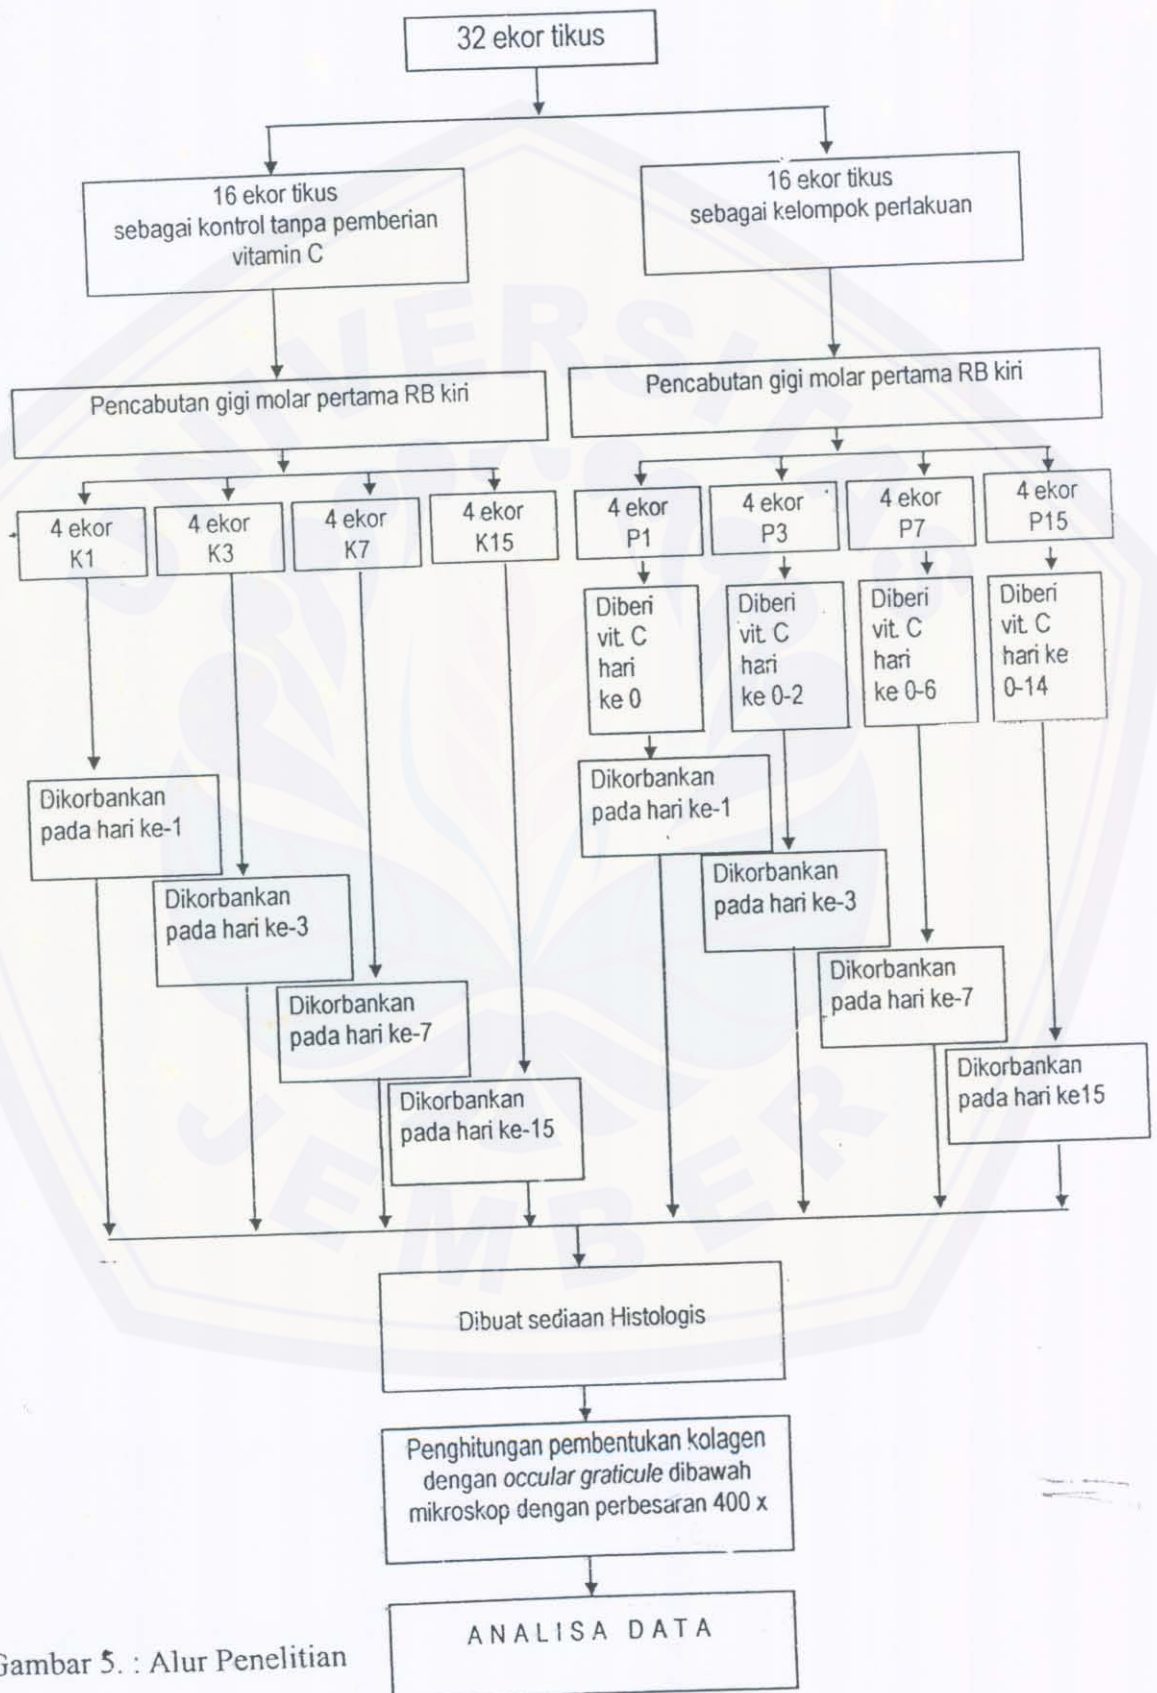 32 ekor tikus
16 ekor tikus
sebagai kontrol tanpa pemberian
vitamin C
16 ekor tikus
sebagai kelompok perlakuan
Pencabutan gigi molar pertama RB kiri
Pencabutan gigi molar pertama RB kiri
4 ekor
K1
4 ekor
K3
4 ekor
K7
4 ekor
K15
4 ekor
P1
4 ekor
P3
4 ekor
P7
4 ekor
P15
Diberi
vit. C
hari
ke 0
Diberi
vit. C
hari
ke 0-2
Diberi
vit. C
hari
ke 0-6
Diberi
vit. C
hari ke
0-14
Dikorbankan
pada hari ke-1
Dikorbankan
pada hari ke-3
Dikorbankan
pada hari ke-7
Dikorbankan
pada hari ke-15
Dikorbankan
pada hari ke-1
Dikorbankan
pada hari ke-3
Dikorbankan
pada hari ke-7
Dikorbankan
pada hari ke15
Dibuat sediaan Histologis
Penghitungan pembentukan kolagen
dengan occular graticule dibawah
mikroskop dengan perbesaran 400 x
ANALISA DATA
Gambar 5. : Alur Penelitian
UNIVERSITAS
JEMBER